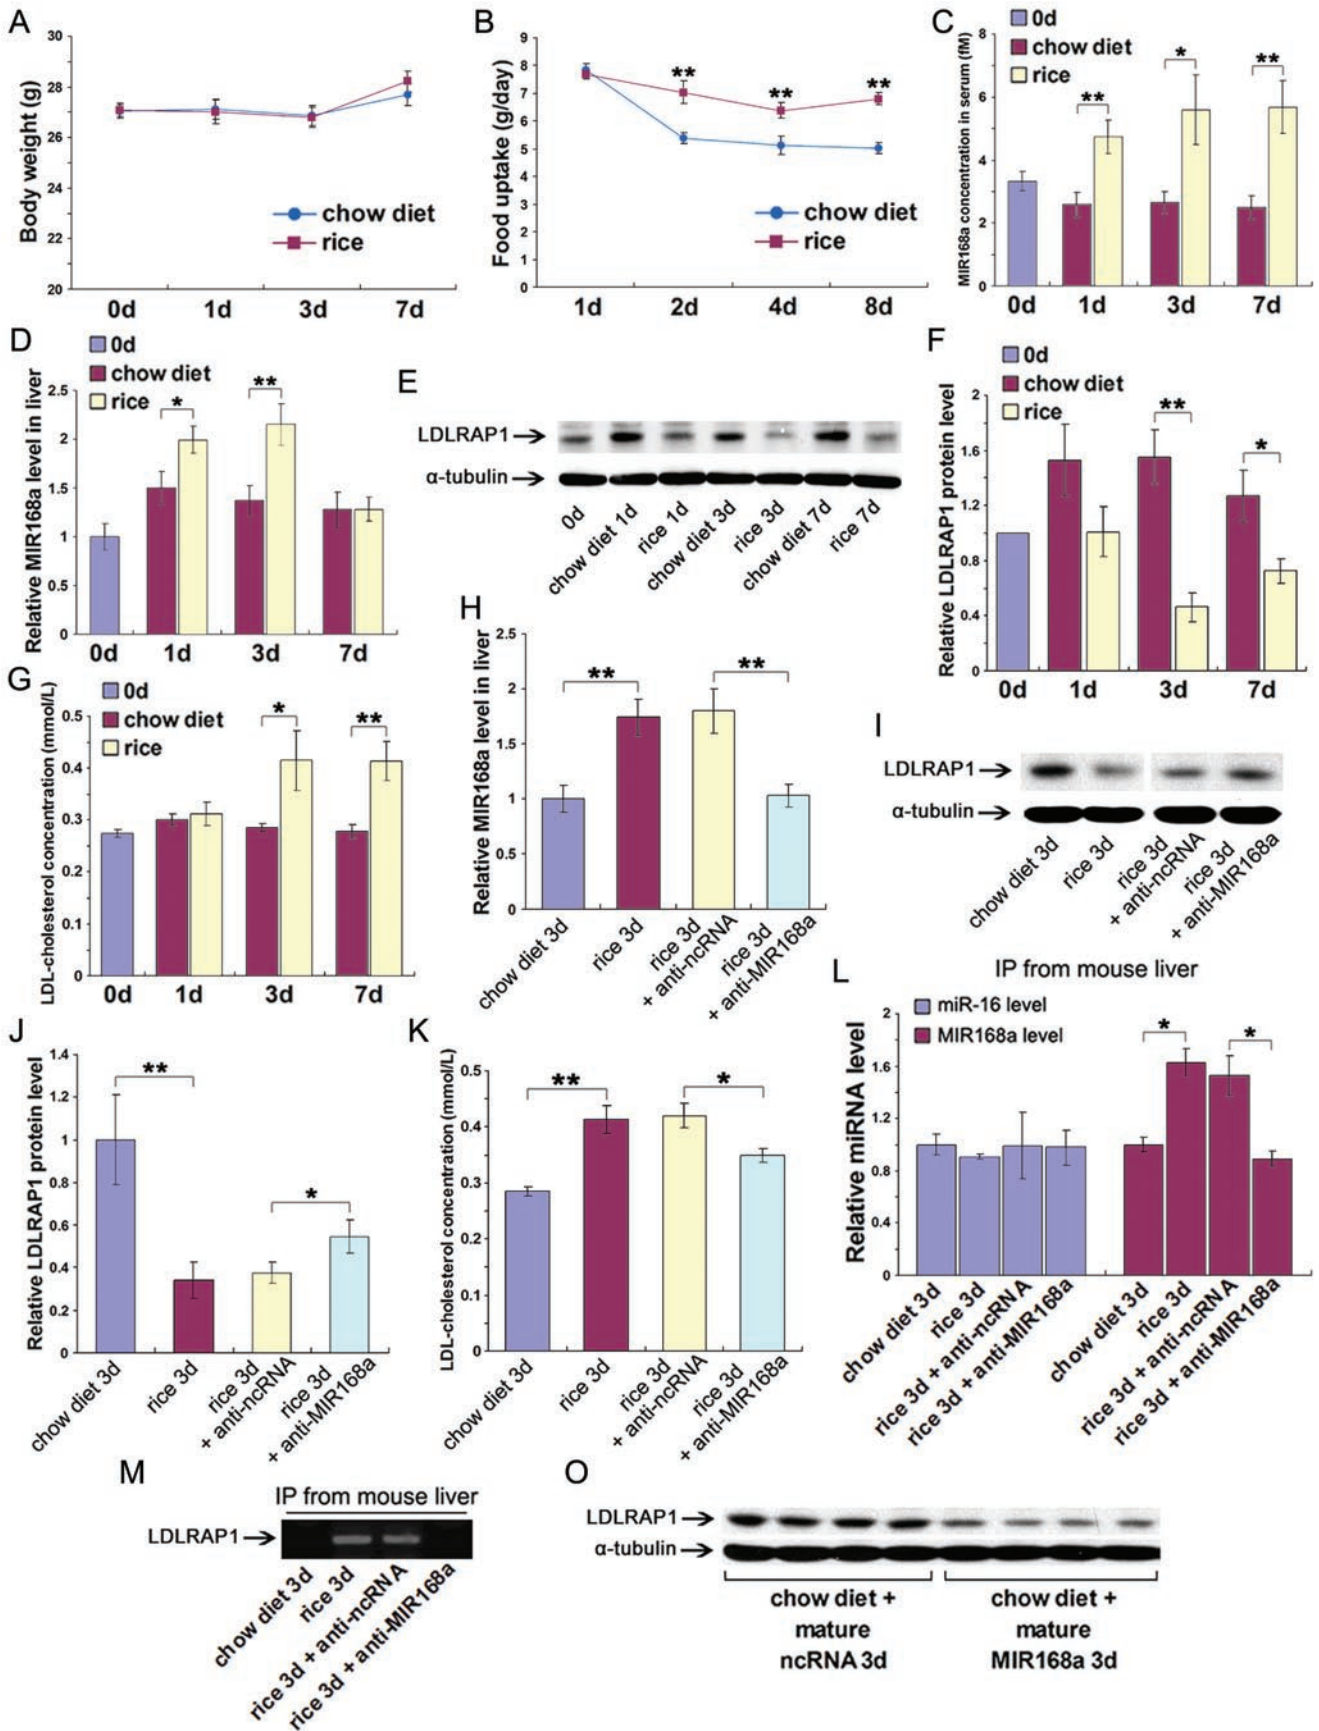 A
30
28
26
24
22
20
Body weight (g)
chow diet
rice
0d 1d 3d 7d
B
9
8
7
6
5
4
3
2
1
0
Food uptake (g/day)
** ** **
chow diet
rice
1d 2d 4d 8d
C
0d
chow diet
rice
8
6
4
2
0
MIR168a concentration in serum (fM)
** * **
0d 1d 3d 7d
D
0d
chow diet
rice
2.5
2
1.5
1
0.5
0
Relative MIR168a level in liver
* **
0d 1d 3d 7d
E
LDLRAP1
α-tubulin
0d
chow diet 1d
rice 1d
chow diet 3d
rice 3d
chow diet 7d
rice 7d
F
0d
chow diet
rice
2
1.6
1.2
0.8
0.4
0
Relative LDLRAP1 protein level
** *
0d 1d 3d 7d
G
0d
chow diet
rice
0.5
0.4
0.3
0.2
0.1
0
LDL-cholesterol concentration (mmol/L)
* **
0d 1d 3d 7d
H
2.5
2
1.5
1
0.5
0
Relative MIR168a level in liver
** **
chow diet 3d
rice 3d
rice 3d
+ anti-ncRNA
rice 3d
+ anti-MIR168a
I
LDLRAP1
α-tubulin
chow diet 3d
rice 3d
rice 3d
+ anti-ncRNA
rice 3d
+ anti-MIR168a
J
1.4
1.2
1
0.8
0.6
0.4
0.2
0
Relative LDLRAP1 protein level
** *
chow diet 3d
rice 3d
rice 3d
+ anti-ncRNA
rice 3d
+ anti-MIR168a
K
0.5
0.4
0.3
0.2
0.1
0
LDL-cholesterol concentration (mmol/L)
** *
chow diet 3d
rice 3d
rice 3d
+ anti-ncRNA
rice 3d
+ anti-MIR168a
L
IP from mouse liver
miR-16 level
MIR168a level
2
1.6
1.2
0.8
0.4
0
Relative miRNA level
* *
chow diet 3d
rice 3d
rice 3d + anti-ncRNA
rice 3d + anti-MIR168a
chow diet 3d
rice 3d
rice 3d + anti-ncRNA
rice 3d + anti-MIR168a
M
IP from mouse liver
LDLRAP1
chow diet 3d
rice 3d
rice 3d + anti-ncRNA
rice 3d + anti-MIR168a
O
LDLRAP1
α-tubulin
chow diet +
mature
ncRNA 3d
chow diet +
mature
MIR168a 3d